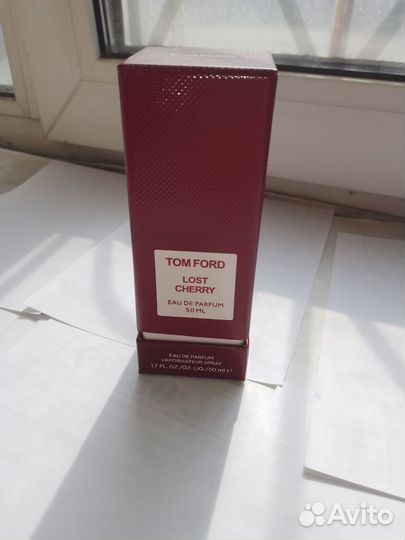 TOM FORD
LOST
CHERRY
EAU DE PARFUM
50 ML
EAU DE PARFUM
VAPORISATEUR SPRAY
1.7 FL. OZ./OZ. LIQ./50 ml ℮
Avito